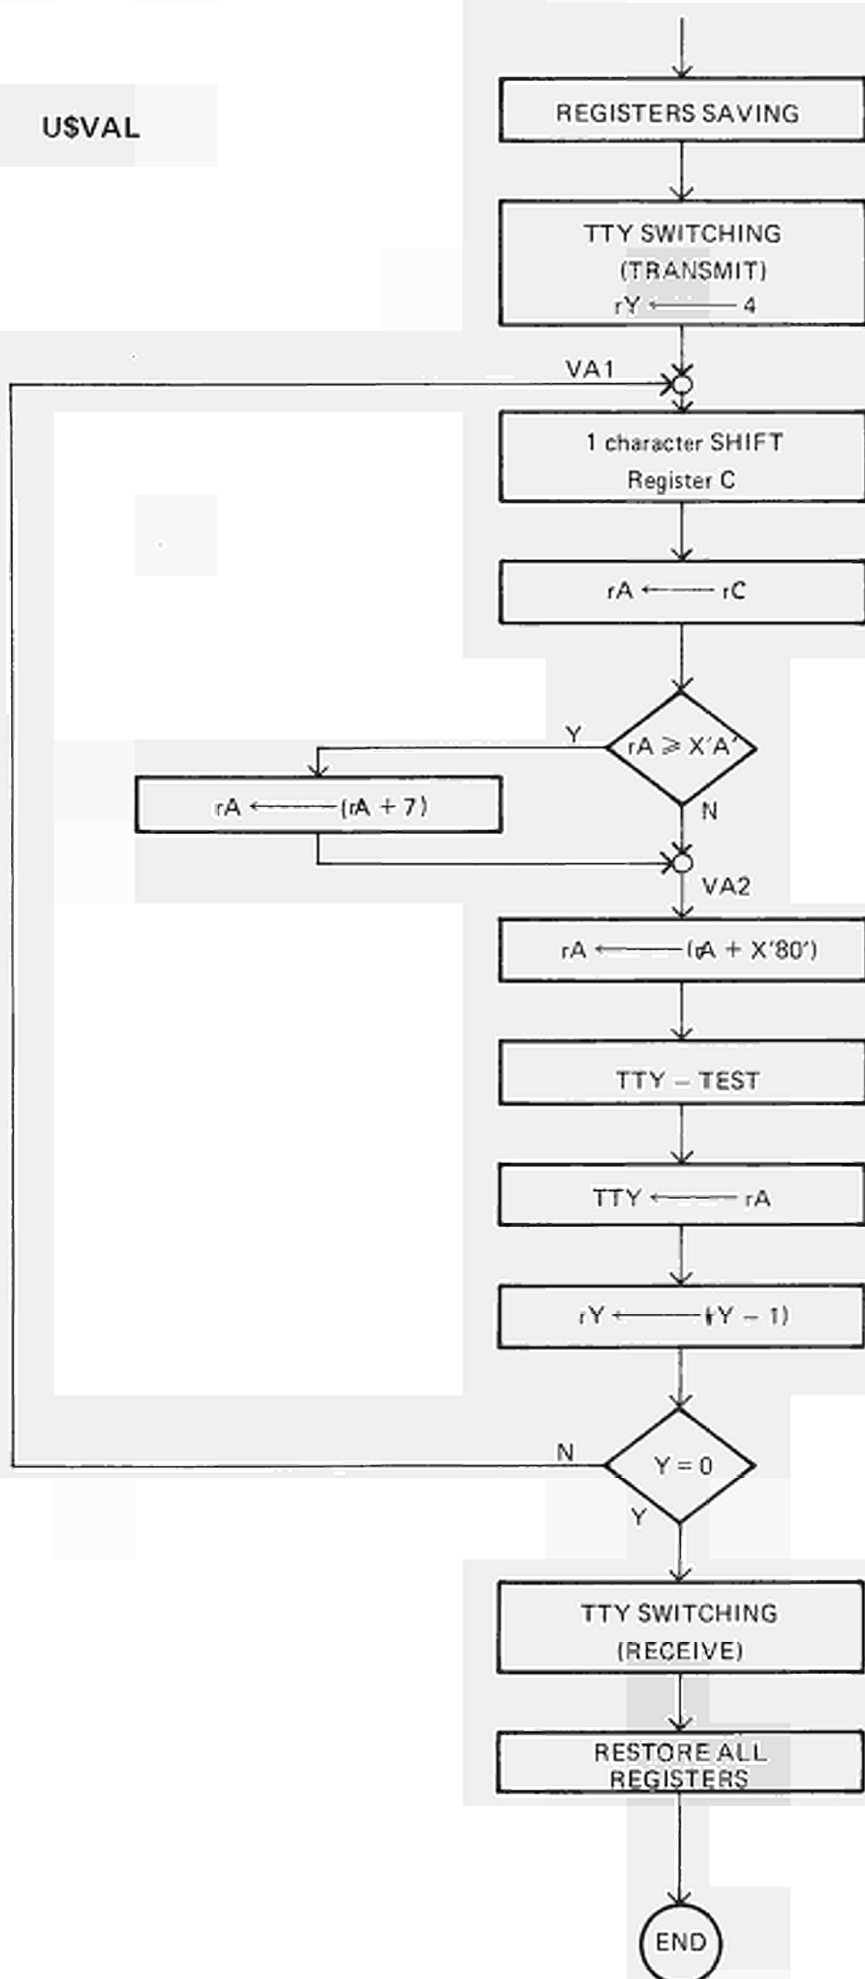 U$VAL
REGISTERS SAVING
TTY SWITCHING
(TRANSMIT)
rY ← 4
VA1
1 character SHIFT
Register C
rA ← rC
rA ≥ X'A'
Y
N
rA ← (rA + 7)
VA2
rA ← (rA + X'80')
TTY – TEST
TTY ← rA
rY ← (rY – 1)
Y = 0
N
Y
TTY SWITCHING
(RECEIVE)
RESTORE ALL
REGISTERS
END